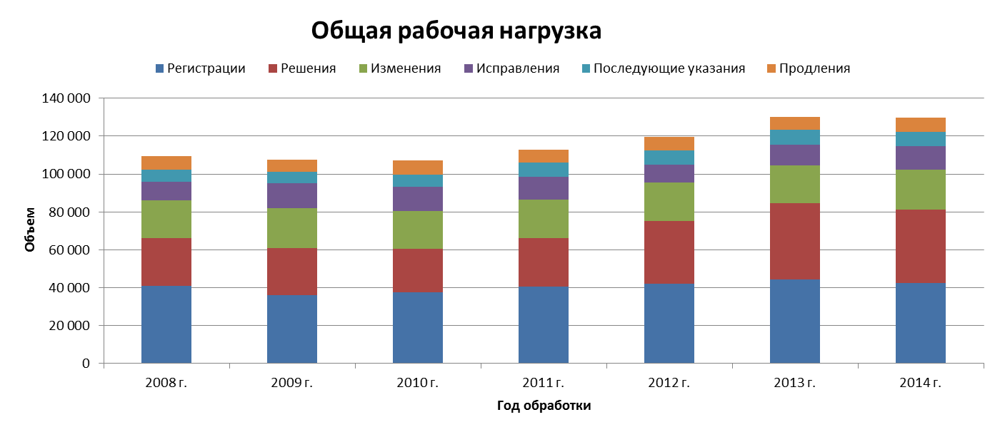 Общая рабочая нагрузка
Регистрации Решения Изменения Исправления Последующие указания Продления
140 000
120 000
100 000
80 000
60 000
40 000
20 000
0
Объем
2008 г. 2009 г. 2010 г. 2011 г. 2012 г. 2013 г. 2014 г.
Год обработки